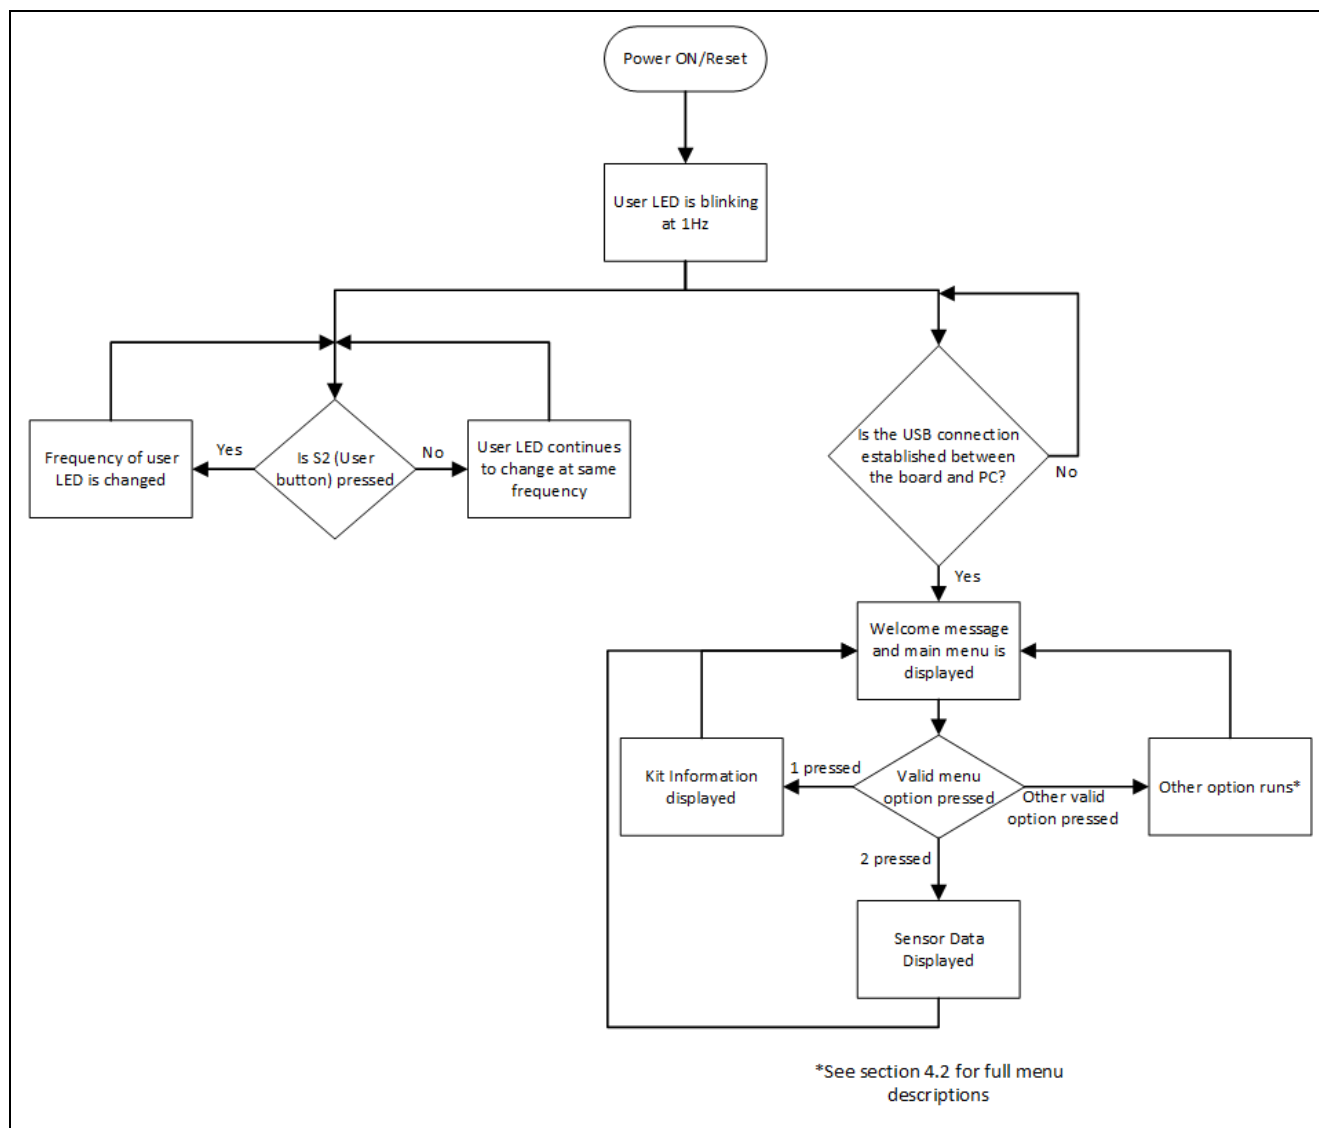 Power ON/Reset
User LED is blinking
at 1Hz
Frequency of user
LED is changed
Yes
Is S2 (User
button) pressed
No
User LED continues
to change at same
frequency
Is the USB connection
established between
the board and PC?
No
Yes
Welcome message
and main menu is
displayed
Kit Information
displayed
1 pressed
Valid menu
option pressed
Other valid
option pressed
Other option runs*
2 pressed
Sensor Data
Displayed
*See section 4.2 for full menu
descriptions